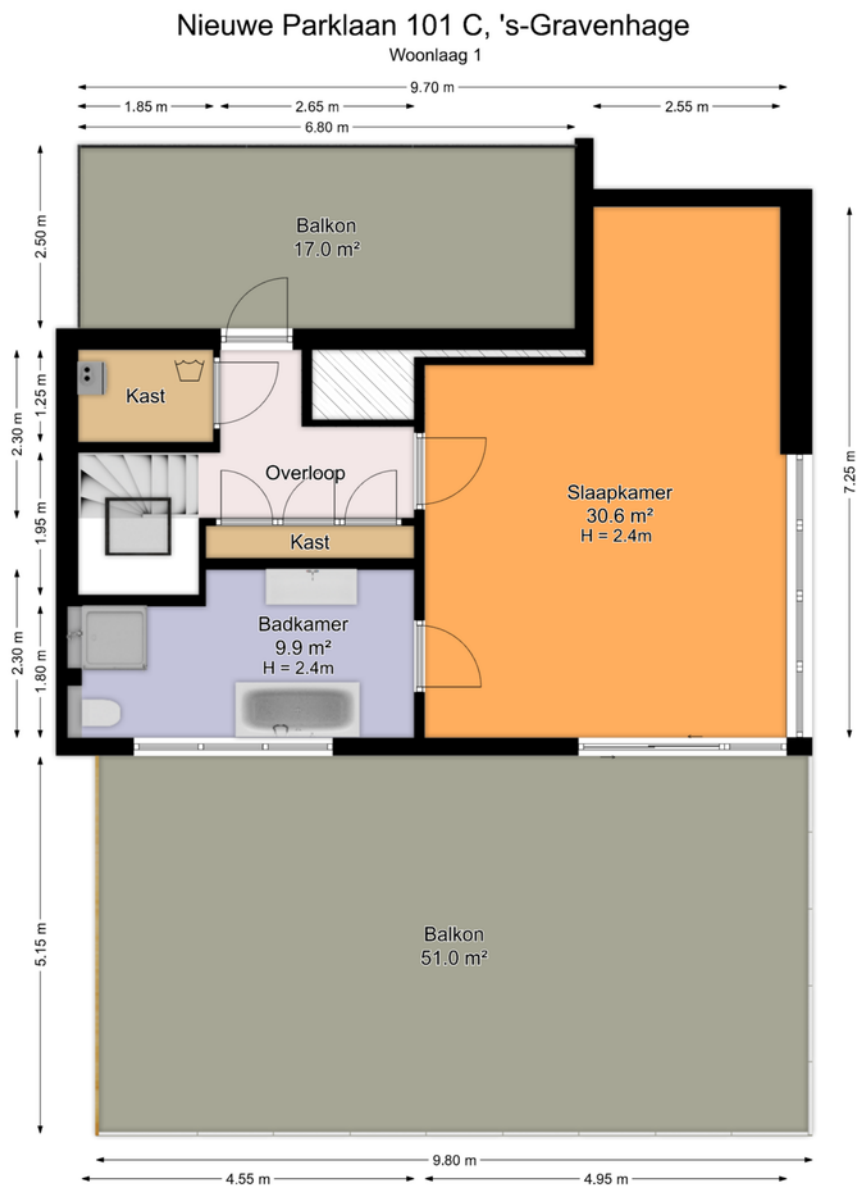 Nieuwe Parklaan 101 C, 's-Gravenhage
Woonlaag 1
9.70 m
1.85 m
2.65 m
2.55 m
6.80 m
2.50 m
Balkon
17.0 m²
2.30 m
1.25 m
Kast
Overloop
Kast
1.95 m
Slaapkamer
30.6 m²
H = 2.4m
7.25 m
2.30 m
1.80 m
Badkamer
9.9 m²
H = 2.4m
5.15 m
Balkon
51.0 m²
9.80 m
4.55 m
4.95 m